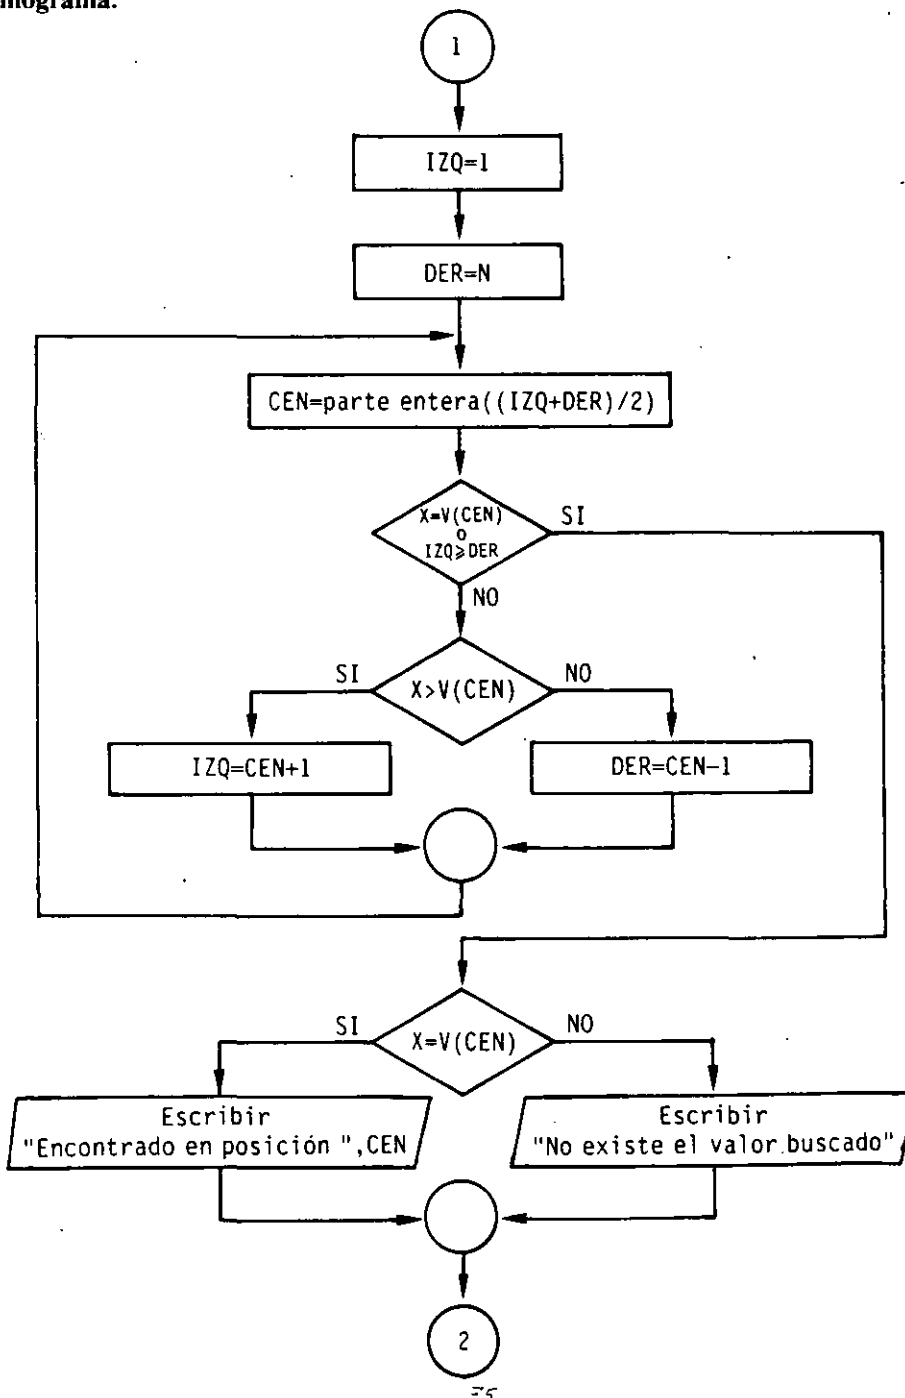 1
IZQ=1
DER=N
CEN=parte entera((IZQ+DER)/2)
X=V(CEN)
O
IZQ⩾DER
SI
NO
X>V(CEN)
SI
NO
IZQ=CEN+1
DER=CEN-1
X=V(CEN)
SI
NO
Escribir
"Encontrado en posición ",CEN
Escribir
"No existe el valor buscado"
2